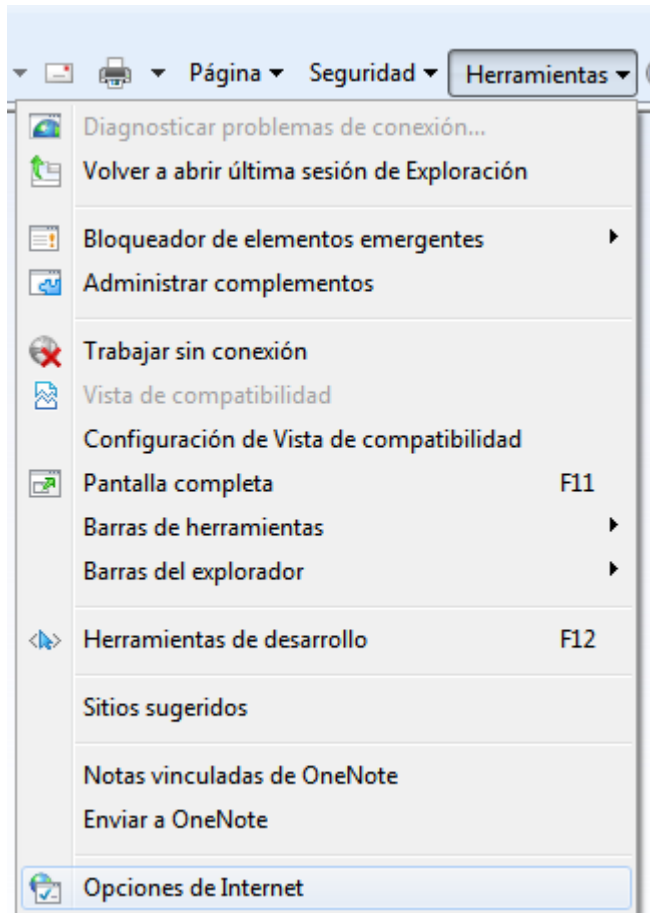 Página Seguridad Herramientas
Diagnosticar problemas de conexión...
Volver a abrir última sesión de Exploración
Bloqueador de elementos emergentes
Administrar complementos
Trabajar sin conexión
Vista de compatibilidad
Configuración de Vista de compatibilidad
Pantalla completa F11
Barras de herramientas
Barras del explorador
Herramientas de desarrollo F12
Sitios sugeridos
Notas vinculadas de OneNote
Enviar a OneNote
Opciones de Internet